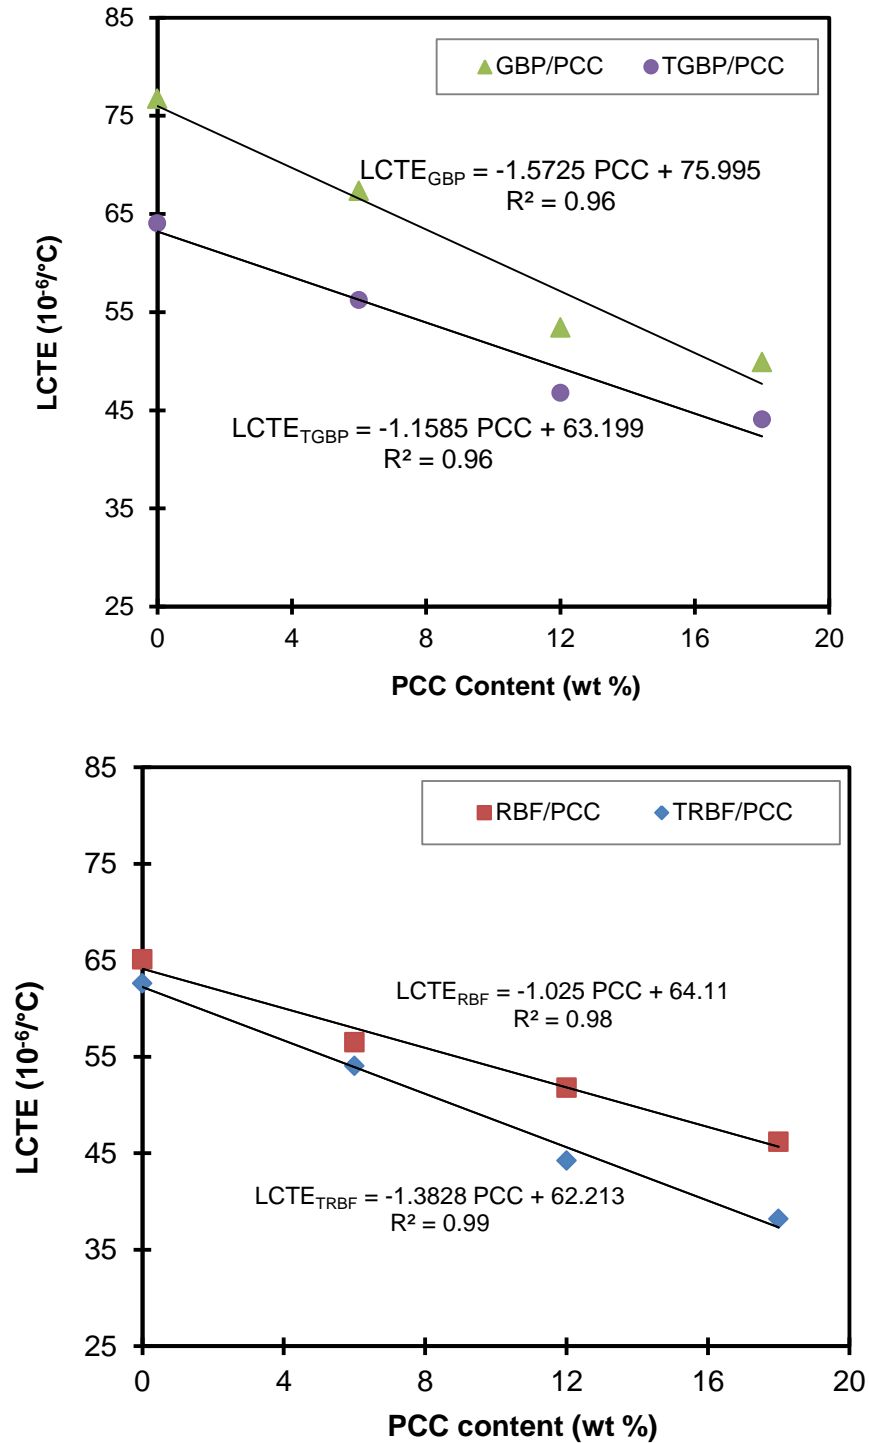 85
75
65
55
45
35
25
LCTE (10⁻⁶/°C)
GBP/PCC TGBP/PCC
LCTE_GBP = -1.5725 PCC + 75.995
R² = 0.96
LCTE_TGBP = -1.1585 PCC + 63.199
R² = 0.96
0 4 8 12 16 20
PCC Content (wt %)
85
75
65
55
45
35
25
LCTE (10⁻⁶/°C)
RBF/PCC TRBF/PCC
LCTE_RBF = -1.025 PCC + 64.11
R² = 0.98
LCTE_TRBF = -1.3828 PCC + 62.213
R² = 0.99
0 4 8 12 16 20
PCC content (wt %)